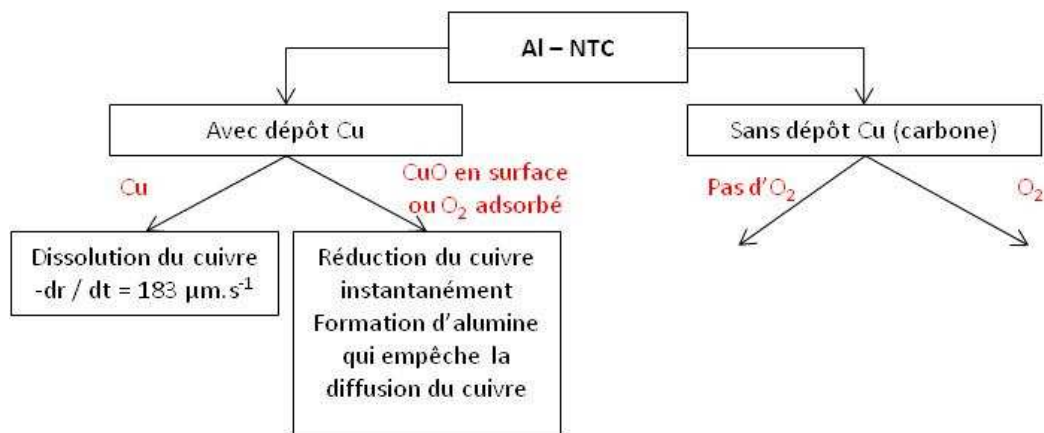 Al – NTC
Avec dépôt Cu
Sans dépôt Cu (carbone)
Cu
CuO en surface
ou O₂ adsorbé
Pas d'O₂
O₂
Dissolution du cuivre
-dr / dt = 183 µm.s⁻¹
Réduction du cuivre
instantanément
Formation d'alumine
qui empêche la
diffusion du cuivre